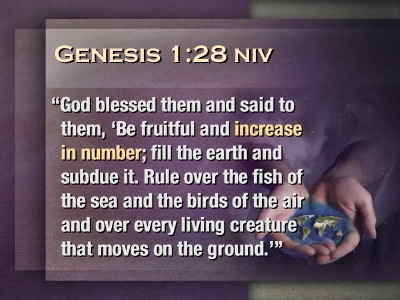 Genesis 1:28 NIV
“God blessed them and said to
them, ‘Be fruitful and increase
in number; fill the earth and
subdue it. Rule over the fish of
the sea and the birds of the air
and over every living creature
that moves on the ground.’”